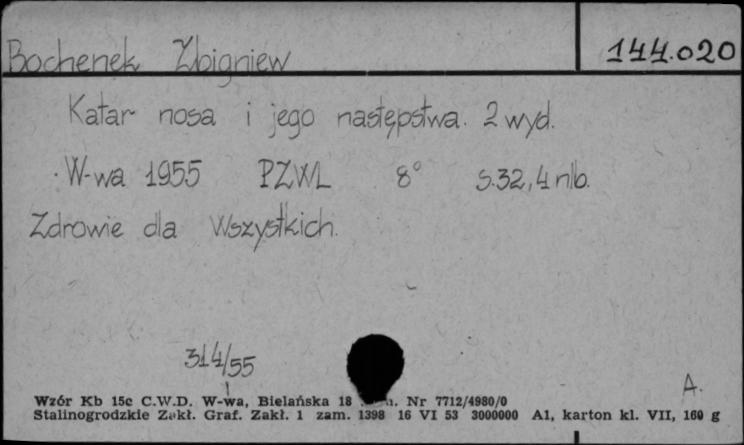 Bochenek Zbigniew 144.020
Katar nosa i jego następstwa. 2 wyd.
W-wa 1955 PZWL 8° s.32, 4 nlb.
Zdrowie dla Wszystkich.
314/55
A.
Wzór Kb 15c C.W.D. W-wa, Bielańska 18 Nr 7712/4980/0
Stalinogrodzkie Zakł. Graf. Zakł. 1 zam. 1398 16 VI 53 3000000 A1, karton kl. VII, 160 g